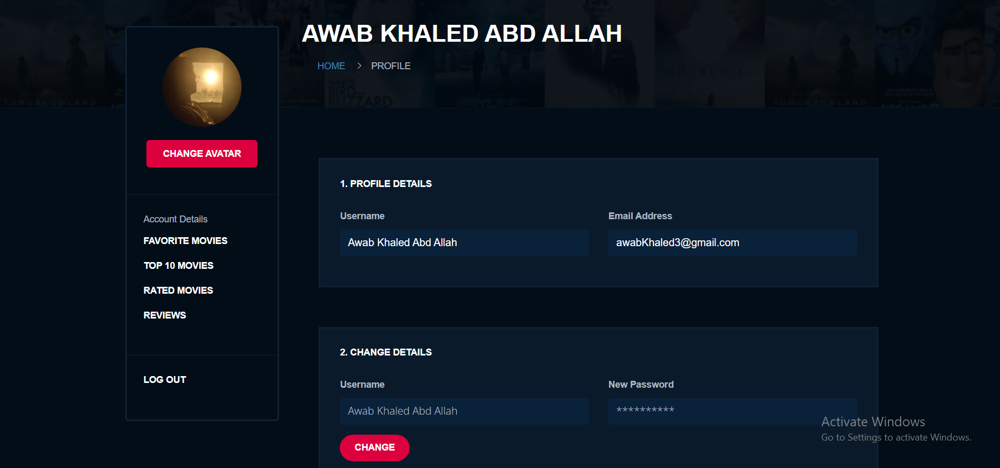 AWAB KHALED ABD ALLAH
HOME > PROFILE
TOMORROWLAND
WHITE
BIRD
BLIZZARD
SKYLINE
CHURCHILL
TOMORROWLAND
MEGAMIND
CHANGE AVATAR
Account Details
FAVORITE MOVIES
TOP 10 MOVIES
RATED MOVIES
REVIEWS
LOG OUT
1. PROFILE DETAILS
Username
Awab Khaled Abd Allah
Email Address
awabKhaled3@gmail.com
2. CHANGE DETAILS
Username
Awab Khaled Abd Allah
New Password
**********
CHANGE
Activate Windows
Go to Settings to activate Windows.